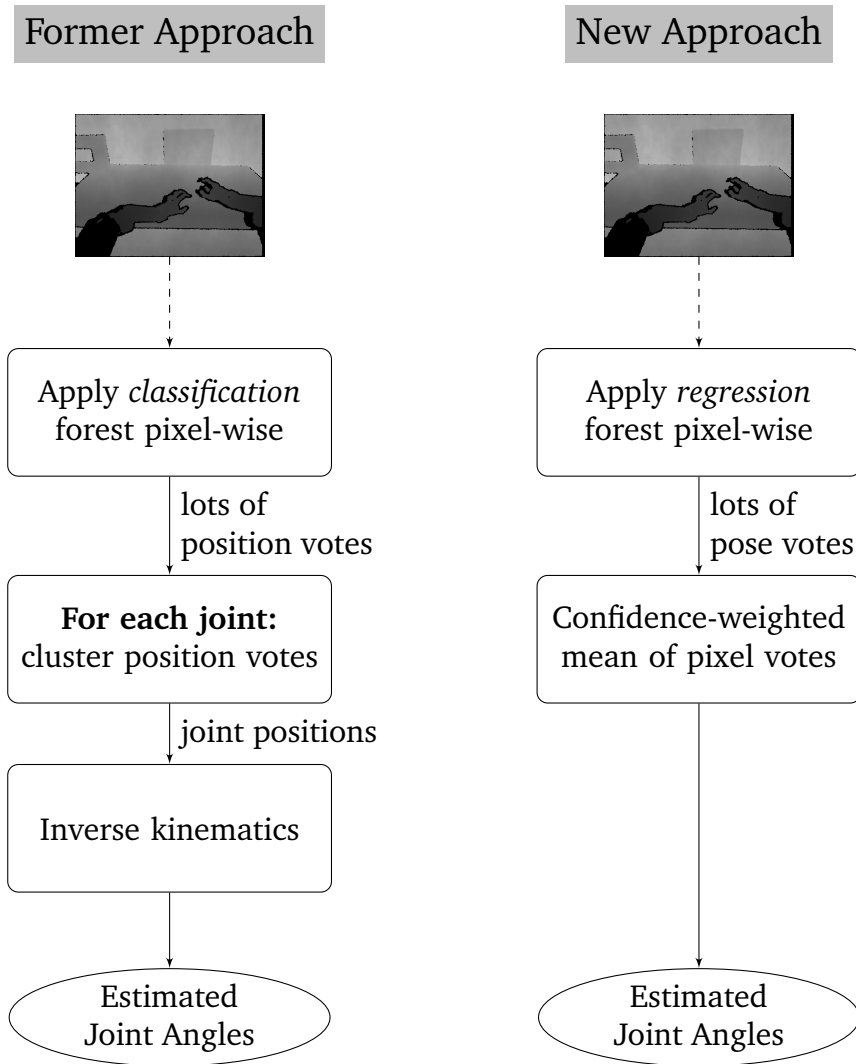 Former Approach
Apply classification
forest pixel-wise
lots of
position votes
For each joint:
cluster position votes
joint positions
Inverse kinematics
Estimated
Joint Angles
New Approach
Apply regression
forest pixel-wise
lots of
pose votes
Confidence-weighted
mean of pixel votes
Estimated
Joint Angles